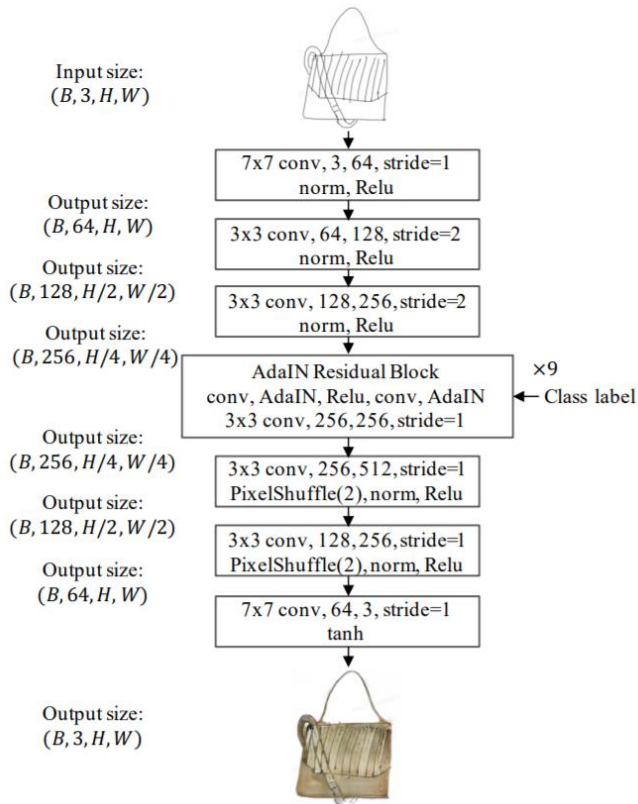 Input size:
(B, 3, H, W)
7x7 conv, 3, 64, stride=1
norm, Relu
Output size:
(B, 64, H, W)
3x3 conv, 64, 128, stride=2
norm, Relu
Output size:
(B, 128, H/2, W/2)
3x3 conv, 128,256,stride=2
norm, Relu
Output size:
(B, 256, H/4, W/4)
AdaIN Residual Block
conv, AdaIN, Relu, conv, AdaIN
3x3 conv, 256,256, stride=1
×9
Class label
Output size:
(B, 256, H/4, W/4)
3x3 conv, 256,512,stride=1
PixelShuffle(2), norm, Relu
Output size:
(B, 128, H/2, W/2)
3x3 conv, 128,256,stride=1
PixelShuffle(2),norm, Relu
Output size:
(B, 64, H, W)
7x7 conv, 64, 3, stride=1
tanh
Output size:
(B, 3, H, W)